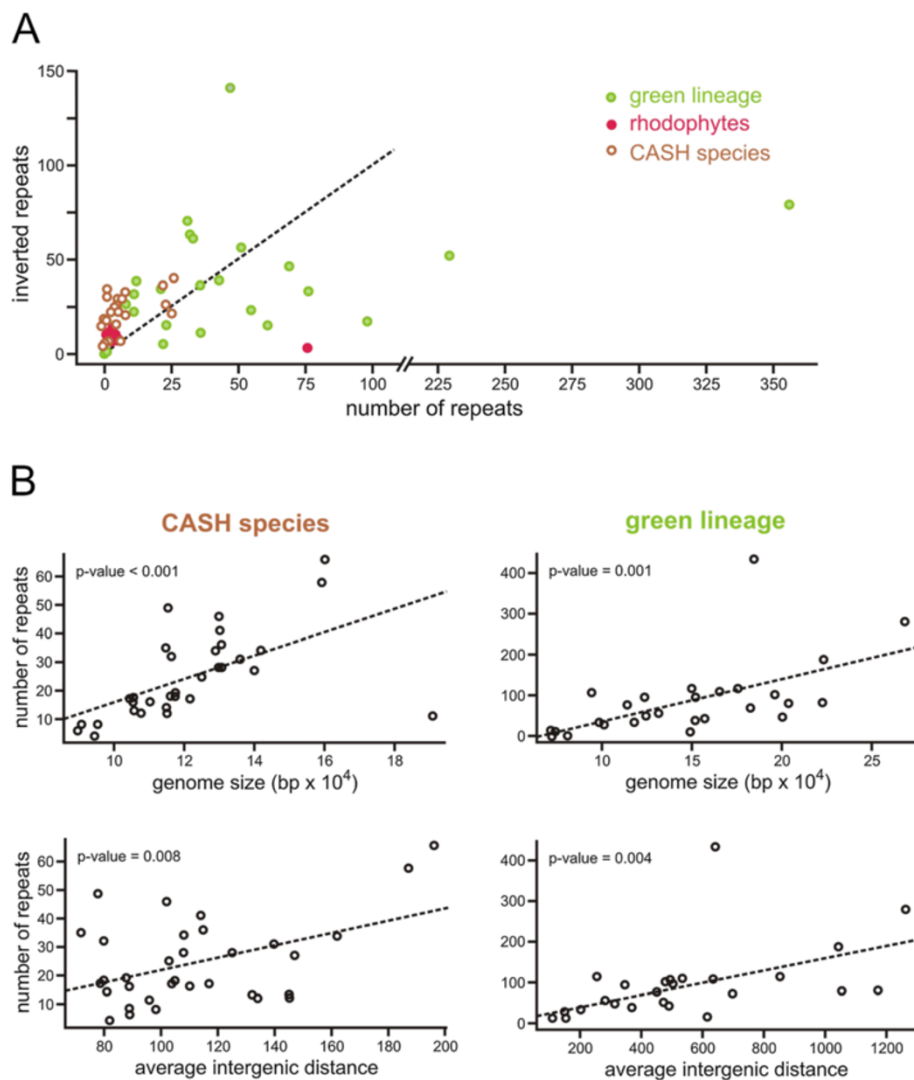 A
150
100
50
0
inverted repeats
green lineage
rhodophytes
CASH species
0 25 50 75 100 225 250 275 300 325 350
number of repeats
B
CASH species
green lineage
p-value < 0.001
60
50
40
30
20
10
number of repeats
10 12 14 16 18
genome size (bp x 10⁴)
p-value = 0.001
400
300
200
100
0
10 15 20 25
genome size (bp x 10⁴)
p-value = 0.008
60
50
40
30
20
10
number of repeats
80 100 120 140 160 180 200
average intergenic distance
p-value = 0.004
400
300
200
100
0
200 400 600 800 1000 1200
average intergenic distance